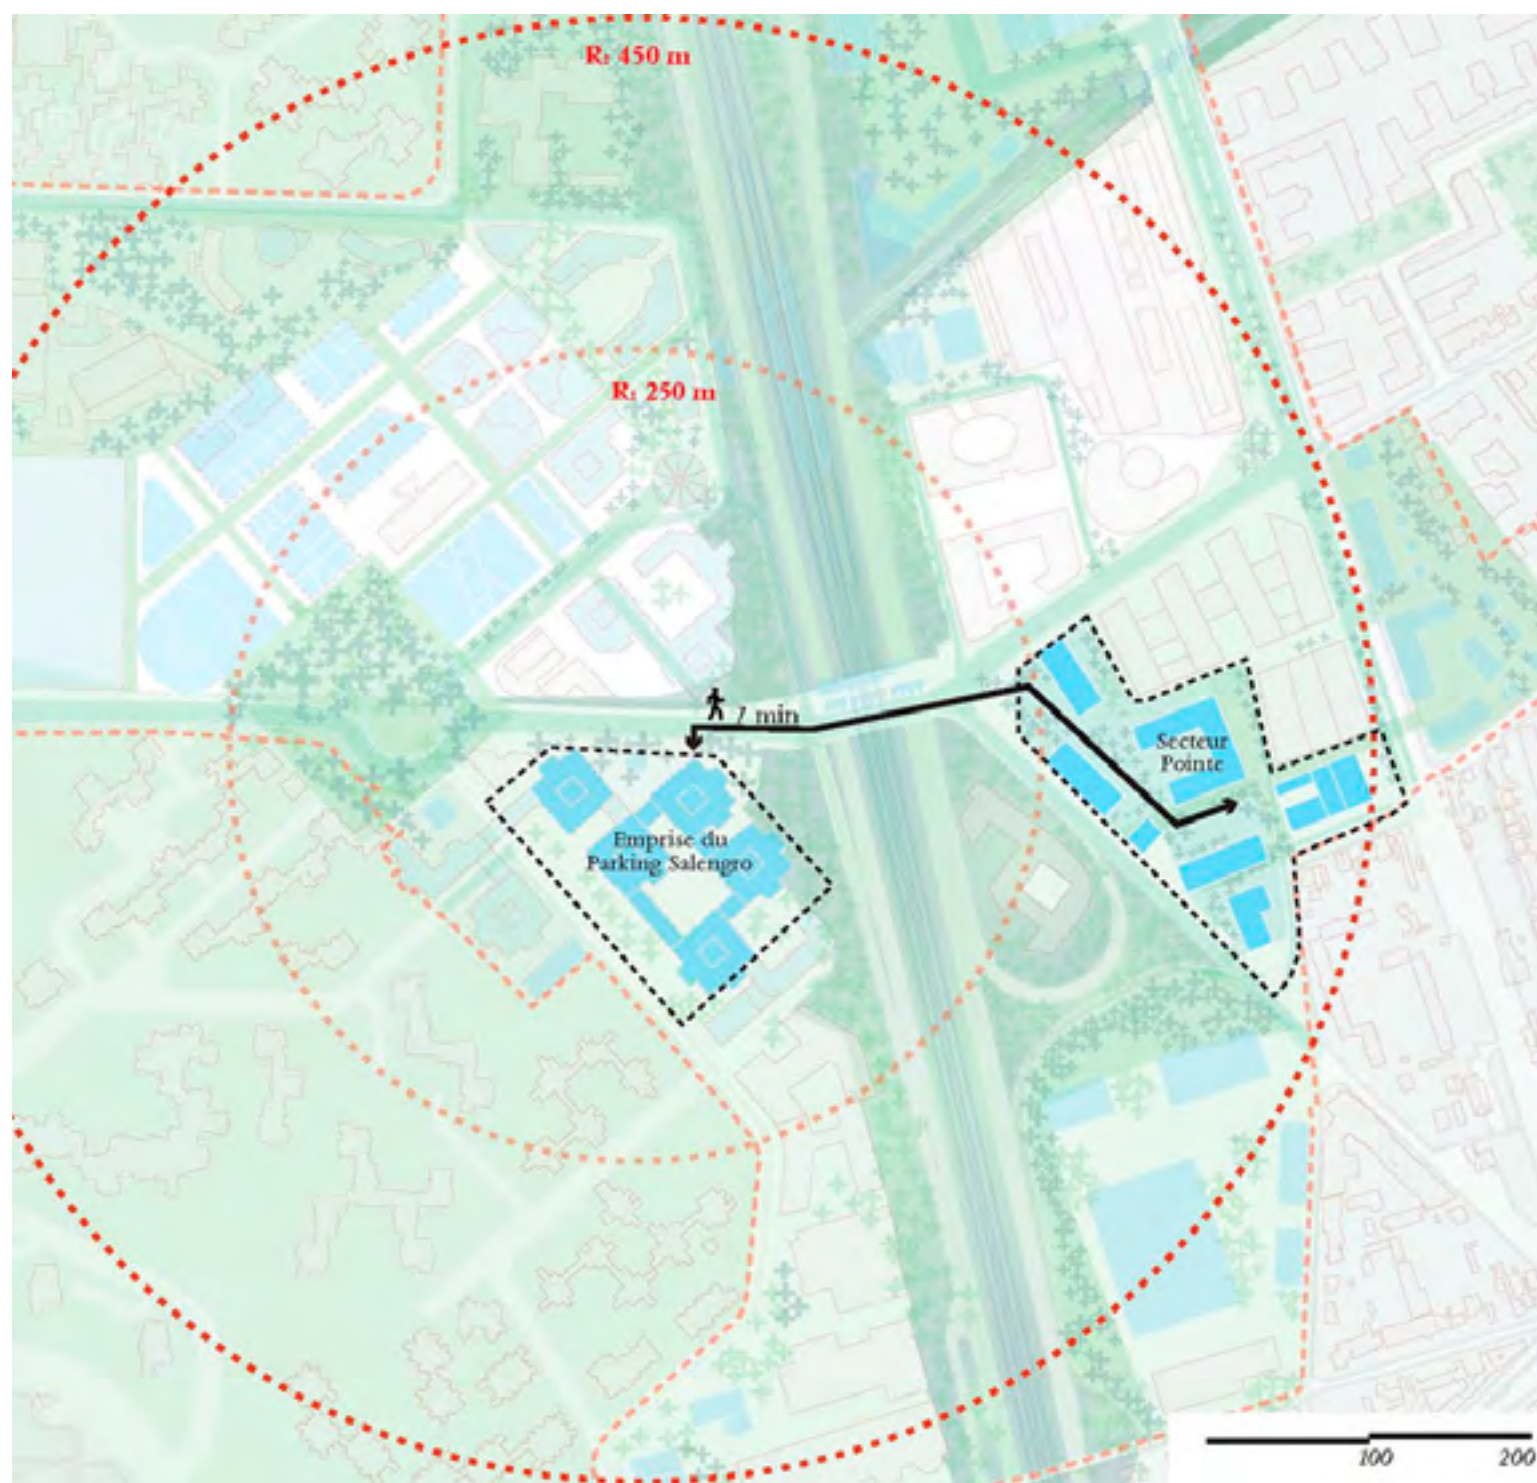 R: 450 m
R: 250 m
7 min
Secteur
Pointe
Emprise du
Parking Salengro
100
200